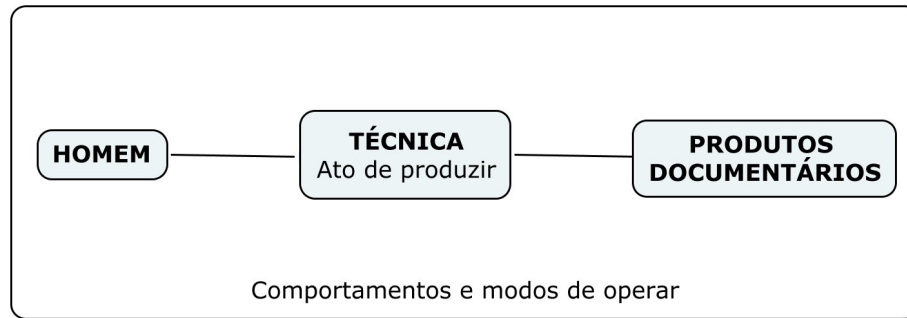 HOMEM
TÉCNICA
Ato de produzir
PRODUTOS
DOCUMENTÁRIOS
Comportamentos e modos de operar